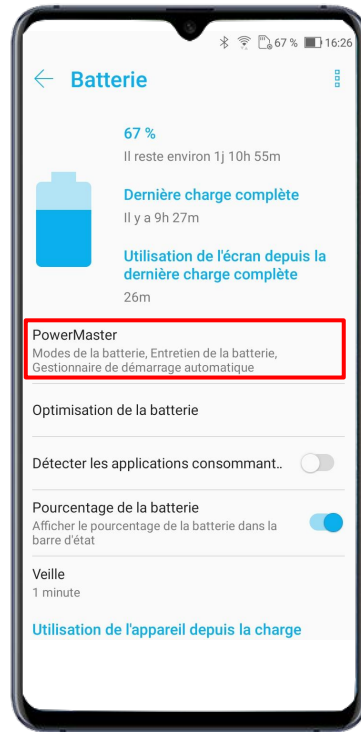 67 % 16:26
Batterie
67 %
Il reste environ 1j 10h 55m
Dernière charge complète
Il y a 9h 27m
Utilisation de l'écran depuis la
dernière charge complète
26m
PowerMaster
Modes de la batterie, Entretien de la batterie,
Gestionnaire de démarrage automatique
Optimisation de la batterie
Détecter les applications consommant..
Pourcentage de la batterie
Afficher le pourcentage de la batterie dans la
barre d'état
Veille
1 minute
Utilisation de l'appareil depuis la charge